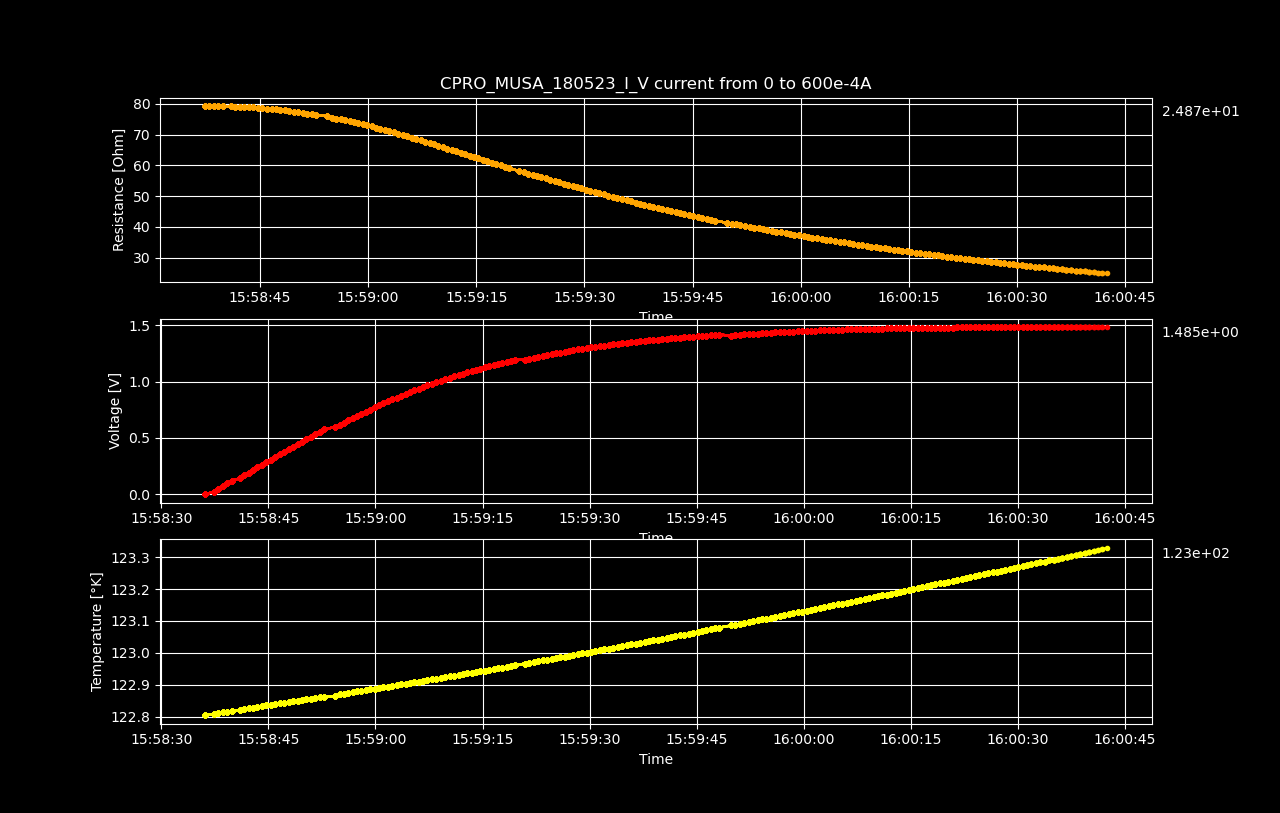 CPRO_MUSA_180523_I_V current from 0 to 600e-4A
80
70
60
50
40
30
Resistance [Ohm]
2.487e+01
15:58:45 15:59:00 15:59:15 15:59:30 15:59:45 16:00:00 16:00:15 16:00:30 16:00:45
Time
1.5
1.0
0.5
0.0
Voltage [V]
1.485e+00
15:58:30 15:58:45 15:59:00 15:59:15 15:59:30 15:59:45 16:00:00 16:00:15 16:00:30 16:00:45
Time
123.3
123.2
123.1
123.0
122.9
122.8
Temperature [°K]
1.23e+02
15:58:30 15:58:45 15:59:00 15:59:15 15:59:30 15:59:45 16:00:00 16:00:15 16:00:30 16:00:45
Time